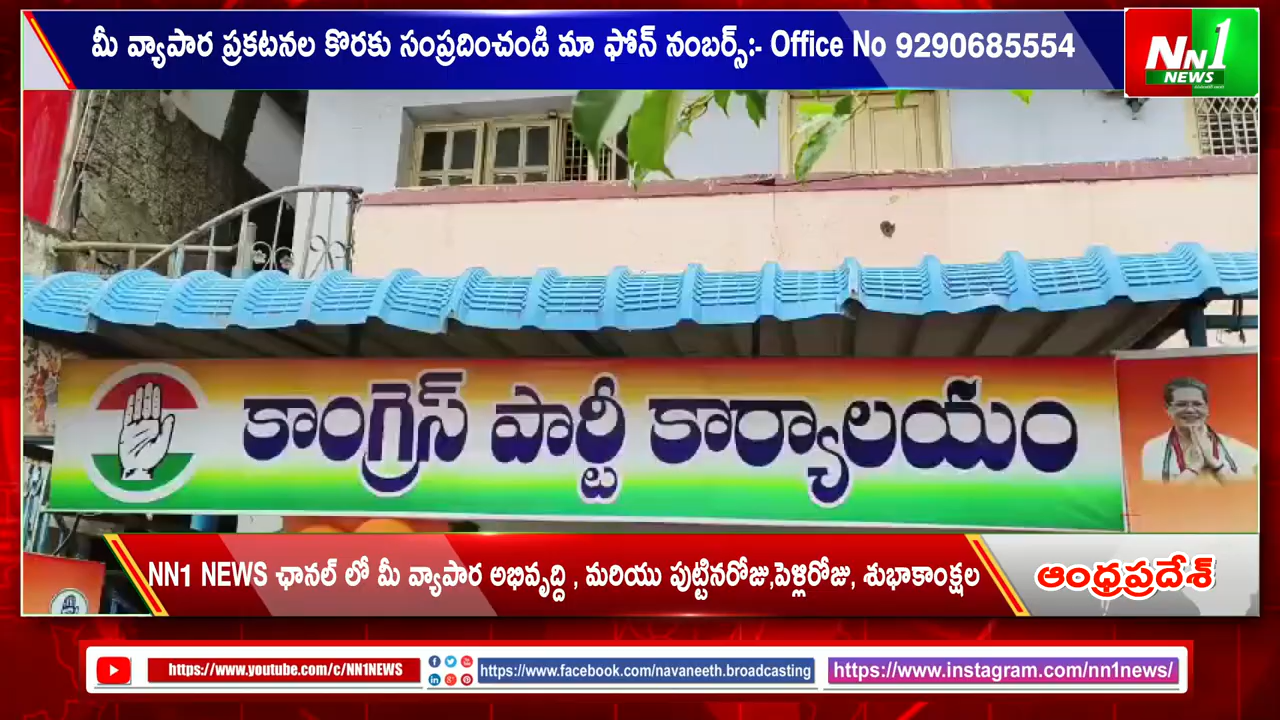 మీ వ్యాపార ప్రకటనల కొరకు సంప్రదించండి మా ఫోన్ నంబర్స్:- Office No 9290685554
NN1
NEWS
కాంగ్రెస్ పార్టీ కార్యాలయం
NN1 NEWS ఛానల్ లో మీ వ్యాపార అభివృద్ది , మరియు పుట్టినరోజు,పెళ్లిరోజు, శుభాకాంక్షల
ఆంధ్రప్రదేశ్
https://www.youtube.com/c/NN1NEWS
https://www.facebook.com/navaneeth.broadcasting
https://www.instagram.com/nn1news/